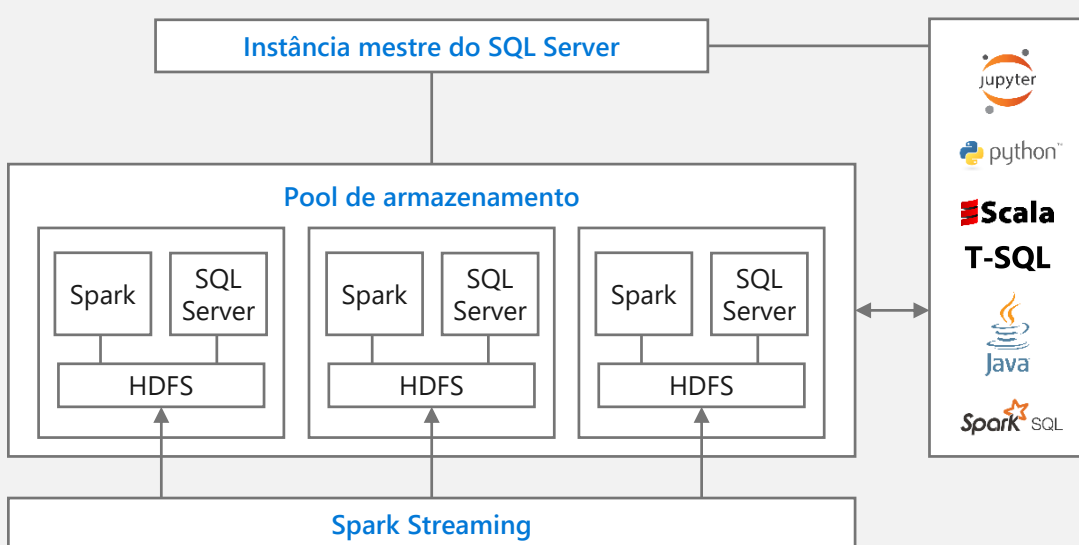 Instância mestre do SQL Server
Pool de armazenamento
Spark
SQL
Server
HDFS
Spark
SQL
Server
HDFS
Spark
SQL
Server
HDFS
Spark Streaming
jupyter
python™
Scala
T-SQL
Java
Spark SQL